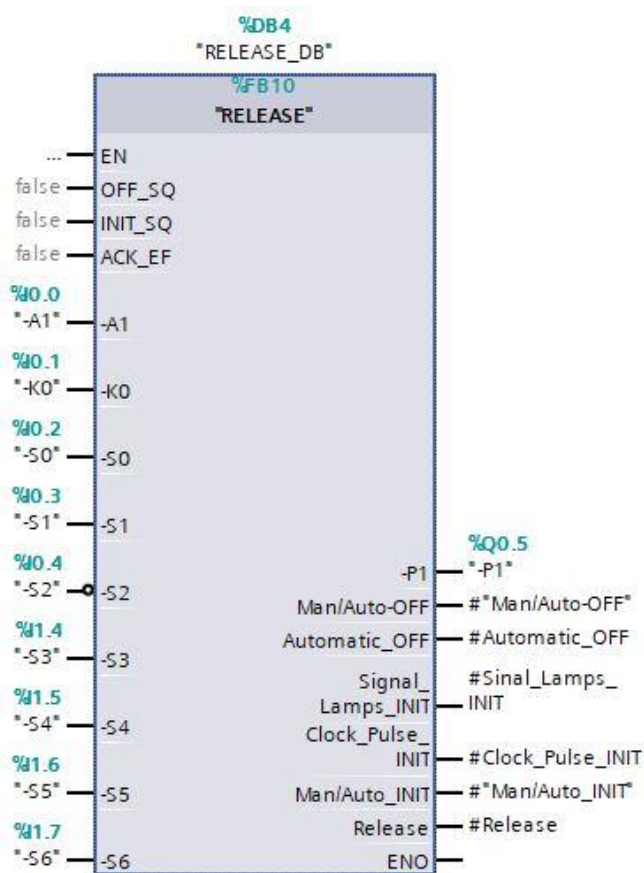 %DB4
"RELEASE_DB"
%FB10
"RELEASE"
... EN
false OFF_SQ
false INIT_SQ
false ACK_EF
%I0.0
"-A1" -A1
%I0.1
"-K0" -K0
%I0.2
"-S0" -S0
%I0.3
"-S1" -S1
%I0.4
"-S2" -S2
%I1.4
"-S3" -S3
%I1.5
"-S4" -S4
%I1.6
"-S5" -S5
%I1.7
"-S6" -S6
%Q0.5
-P1 "-P1"
Man/Auto-OFF #"Man/Auto-OFF"
Automatic_OFF #Automatic_OFF
Signal_ #Sinal_Lamps_
Lamps_INIT INIT
Clock_Pulse_
INIT #Clock_Pulse_INIT
Man/Auto_INIT #"Man/Auto_INIT"
Release #Release
ENO